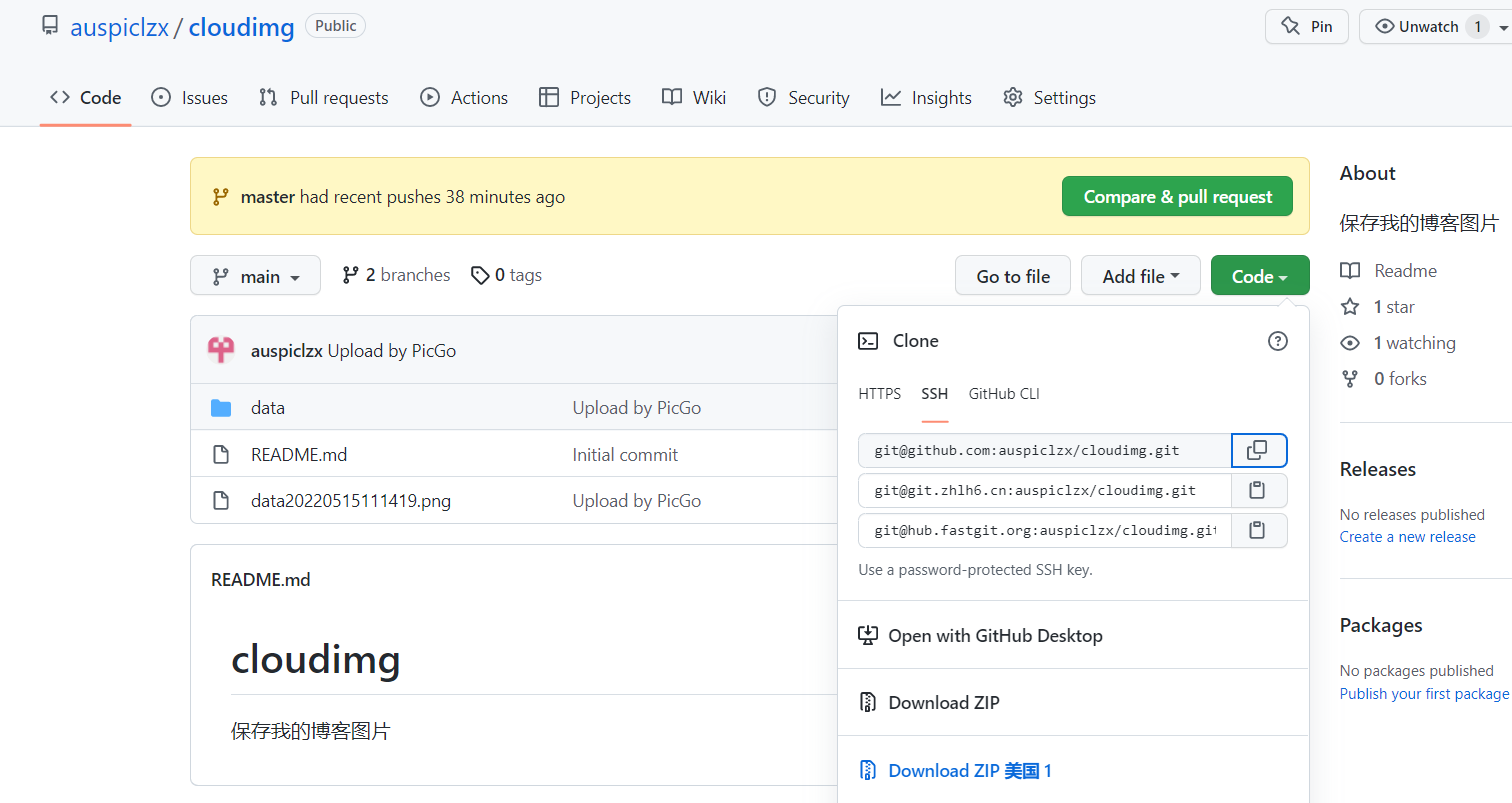 auspiclzx / cloudimg Public
Pin
Unwatch 1
Code Issues Pull requests Actions Projects Wiki Security Insights Settings
master had recent pushes 38 minutes ago
Compare & pull request
main
2 branches
0 tags
Go to file
Add file
Code
auspiclzx Upload by PicGo
data Upload by PicGo
README.md Initial commit
data20220515111419.png Upload by PicGo
README.md
cloudimg
保存我的博客图片
Clone
HTTPS SSH GitHub CLI
git@github.com:auspiclzx/cloudimg.git
git@git.zhlh6.cn:auspiclzx/cloudimg.git
git@hub.fastgit.org:auspiclzx/cloudimg.git
Use a password-protected SSH key.
Open with GitHub Desktop
Download ZIP
Download ZIP 美国 1
About
保存我的博客图片
Readme
1 star
1 watching
0 forks
Releases
No releases published
Create a new release
Packages
No packages published
Publish your first package